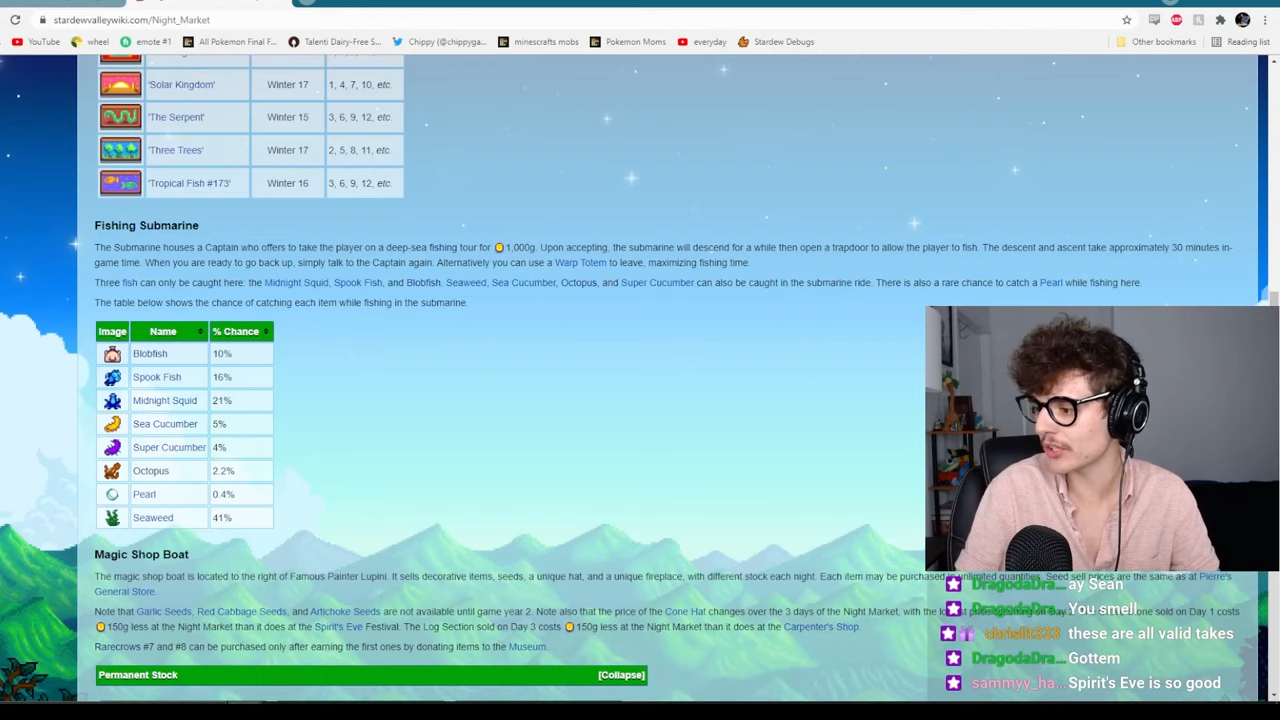 stardewvalleywiki.com/Night_Market
YouTube wheel emote #1 All Pokemon Final F... Talenti Dairy-Free S... Chippy (@chippyga... minescrafts mobs Pokemon Moms everyday Stardew Debugs Other bookmarks Reading list
'Solar Kingdom' Winter 17 1, 4, 7, 10, etc.
'The Serpent' Winter 15 3, 6, 9, 12, etc.
'Three Trees' Winter 17 2, 5, 8, 11, etc.
'Tropical Fish #173' Winter 16 3, 6, 9, 12, etc.
Fishing Submarine
The Submarine houses a Captain who offers to take the player on a deep-sea fishing tour for 1,000g. Upon accepting, the submarine will descend for a while then open a trapdoor to allow the player to fish. The descent and ascent take approximately 30 minutes in-
game time. When you are ready to go back up, simply talk to the Captain again. Alternatively you can use a Warp Totem to leave, maximizing fishing time.
Three fish can only be caught here: the Midnight Squid, Spook Fish, and Blobfish. Seaweed, Sea Cucumber, Octopus, and Super Cucumber can also be caught in the submarine ride. There is also a rare chance to catch a Pearl while fishing here.
The table below shows the chance of catching each item while fishing in the submarine.
Image Name % Chance
Blobfish 10%
Spook Fish 16%
Midnight Squid 21%
Sea Cucumber 5%
Super Cucumber 4%
Octopus 2.2%
Pearl 0.4%
Seaweed 41%
Magic Shop Boat
The magic shop boat is located to the right of Famous Painter Lupini. It sells decorative items, seeds, a unique hat, and a unique fireplace, with different stock each night. Each item may be purchased in unlimited quantities. Seed sell prices are the same as at Pierre's
General Store.
Note that Garlic Seeds, Red Cabbage Seeds, and Artichoke Seeds are not available until game year 2. Note also that the price of the Cone Hat changes over the 3 days of the Night Market, with the
150g less at the Night Market than it does at the Spirit's Eve Festival. The Log Section sold on Day 3 costs 150g less at the Night Market than it does at the Carpenter's Shop.
Rarecrows #7 and #8 can be purchased only after earning the first ones by donating items to the Museum.
Permanent Stock [Collapse]
DragodaDra... ay Sean
DragodaDra... You smell
chrisllt333 these are all valid takes
DragodaDra... Gottem
sammyy_ha... Spirit's Eve is so good